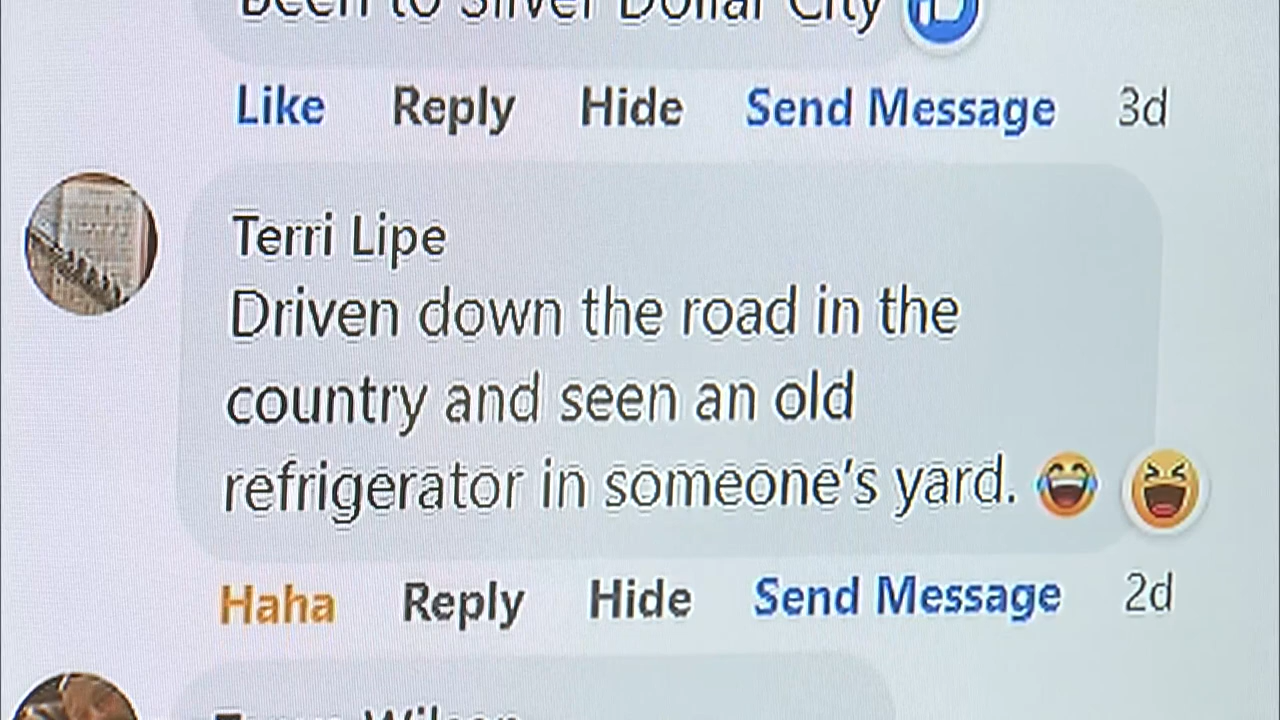 Been to Silver Dollar City
Like Reply Hide Send Message 3d
Terri Lipe
Driven down the road in the
country and seen an old
refrigerator in someone's yard. 😂
Haha Reply Hide Send Message 2d
Wilson